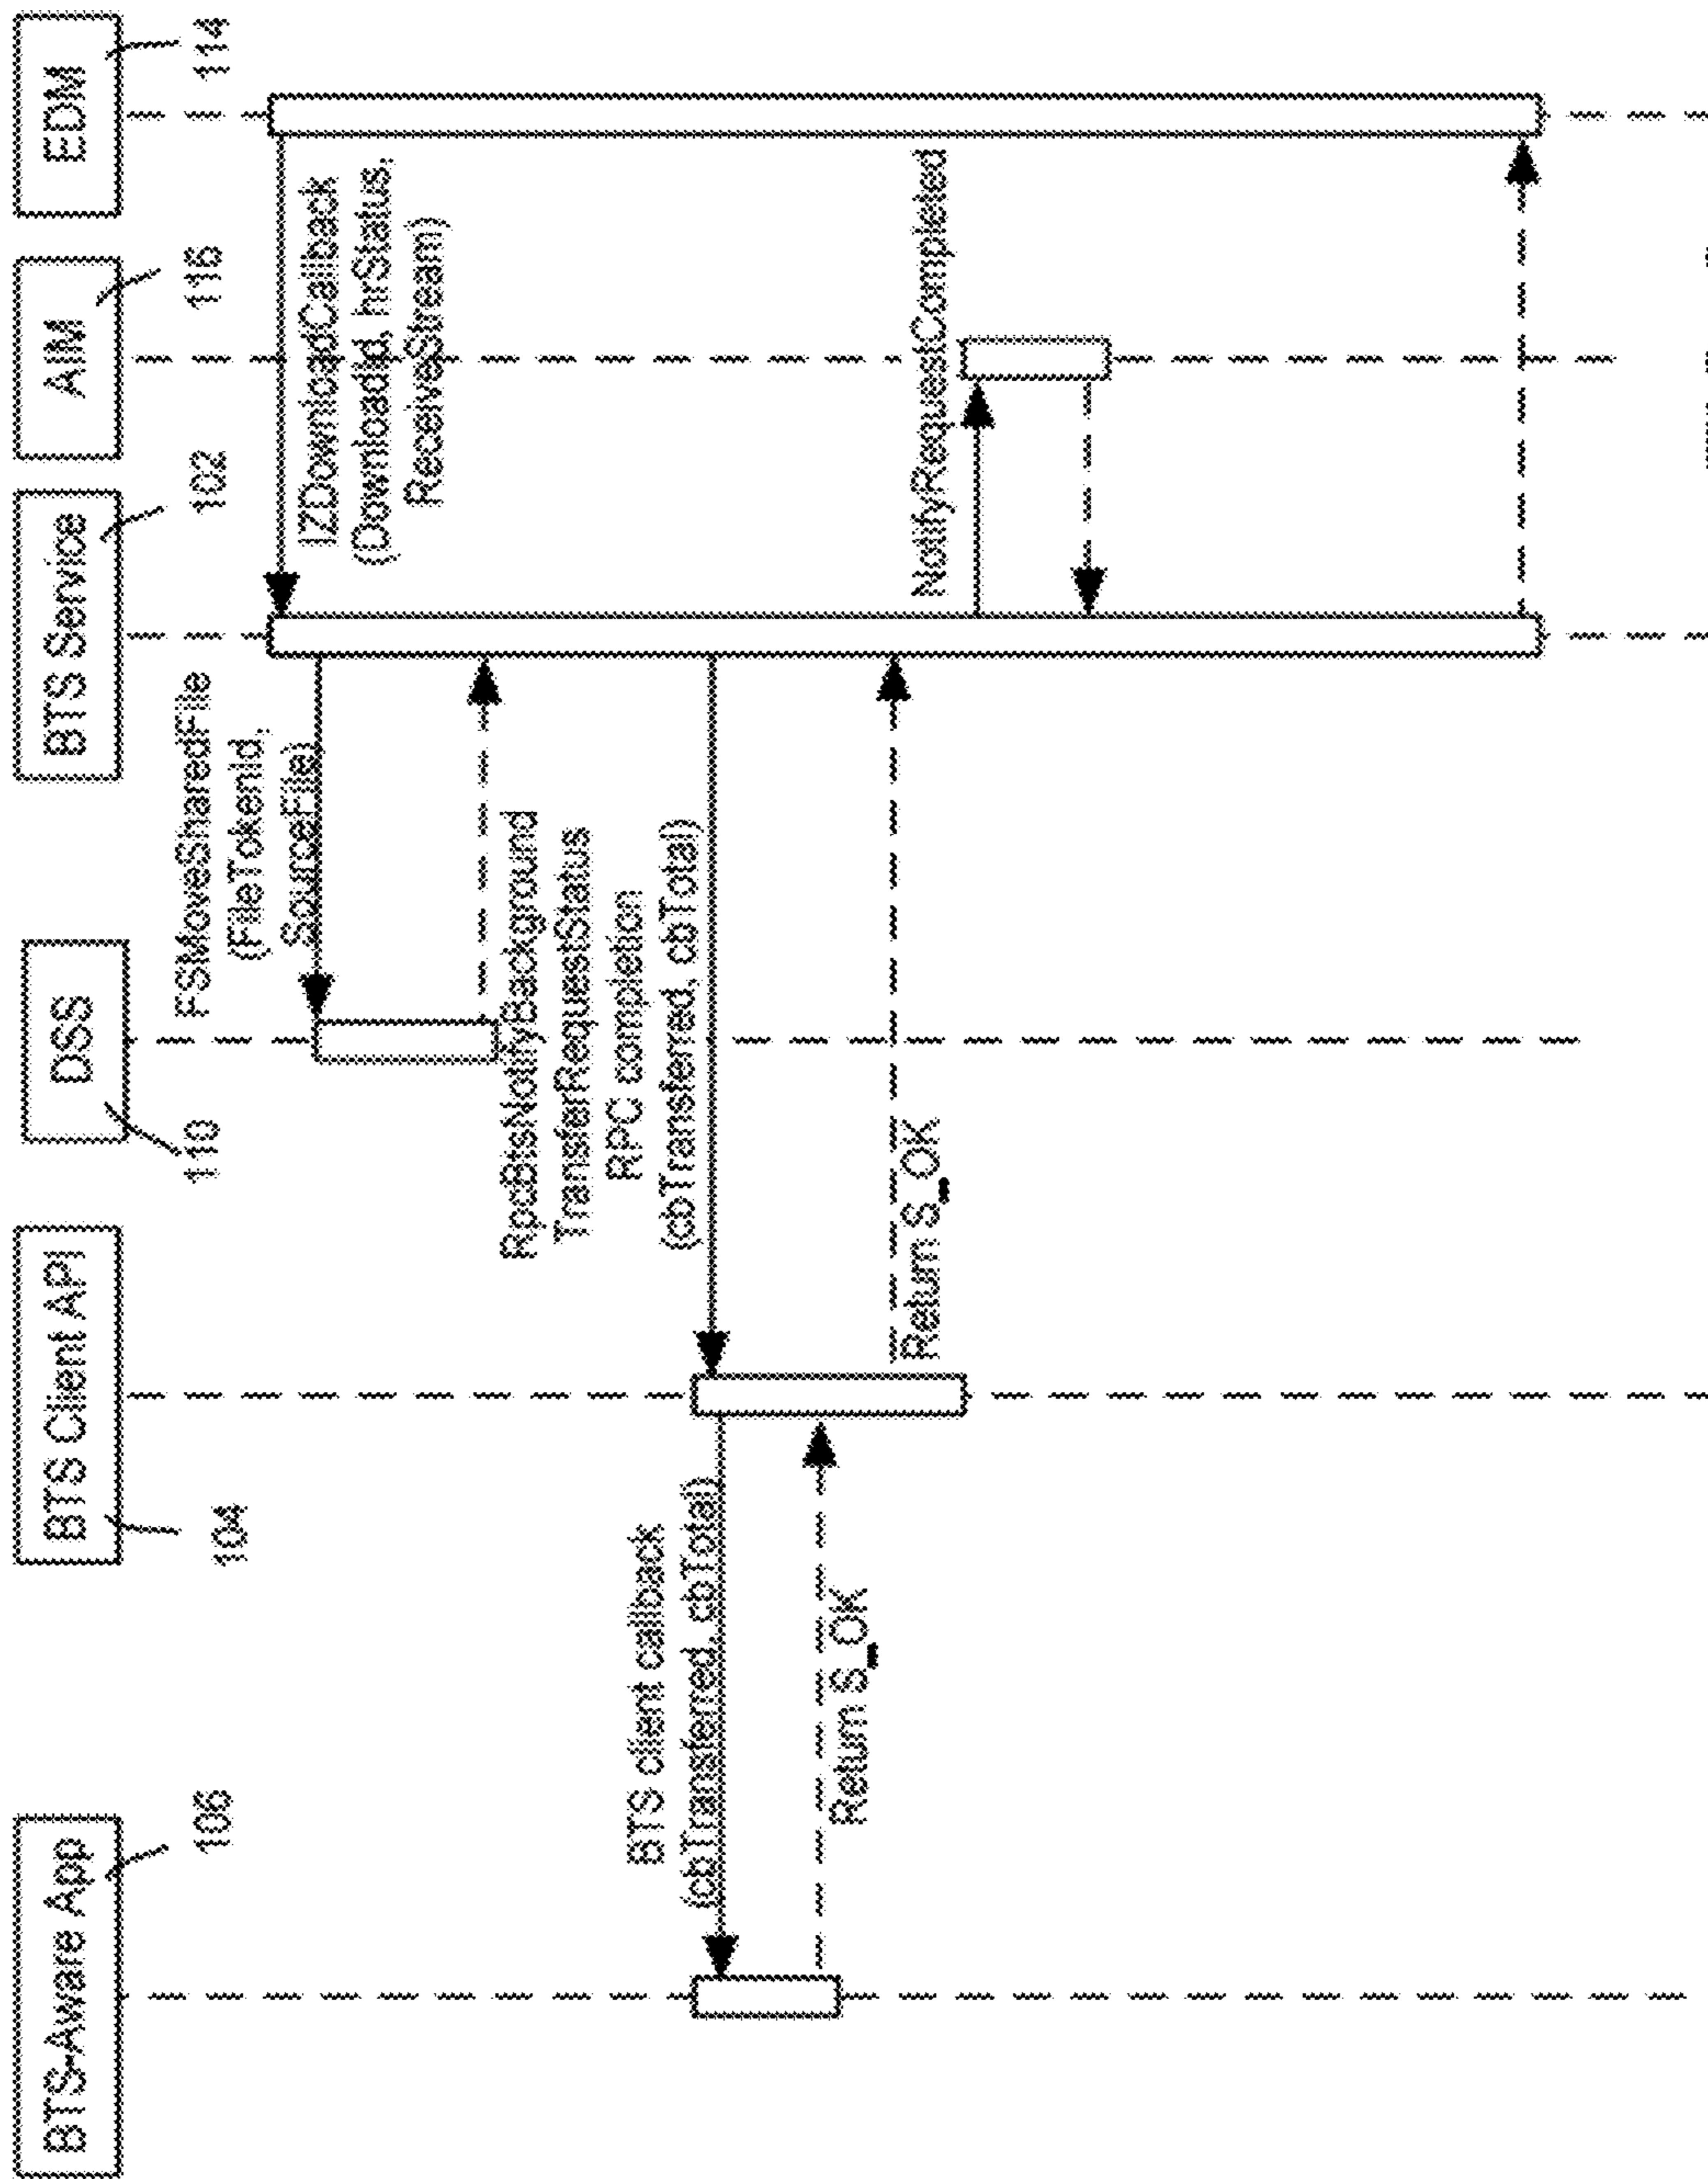 BTS-Aware App
106
BTS Client API
104
DSS
110
BTS Service
102
AIM
116
EDM
114
IZDownloadCallback
(DownloadId, hrStatus,
ReceiveStream)
FSMoveSharedFile
(FileTokenId,
SourceFile)
RpcBtsNotifyBackground
TransferRequestStatus
RPC completion
(cbTransferred, cbTotal)
BTS client callback
(cbTransferred, cbTotal)
Return S_OK
Return S_OK
NotifyRequestCompleted